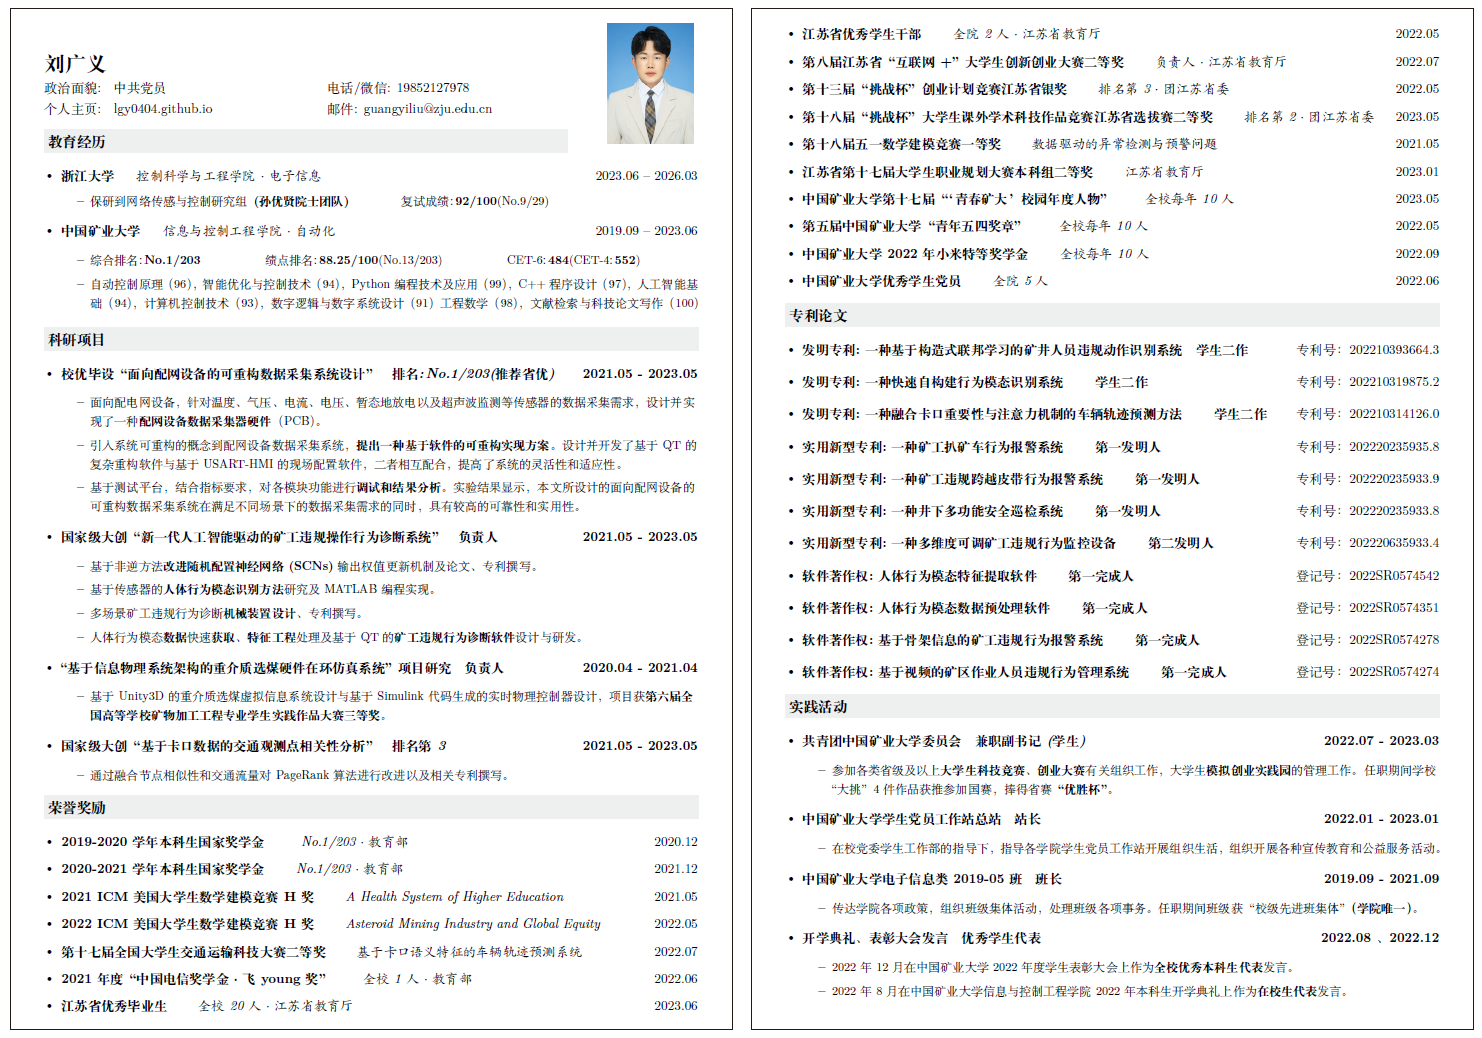 刘广义
政治面貌: 中共党员 电话/微信: 19852127978
个人主页: lgy0404.github.io 邮件: guangyiliu@zju.edu.cn
教育经历
• 浙江大学 控制科学与工程学院 · 电子信息 2023.06 – 2026.03
– 保研到网络传感与控制研究组 (孙优贤院士团队) 复试成绩: 92/100(No.9/29)
• 中国矿业大学 信息与控制工程学院 · 自动化 2019.09 – 2023.06
– 综合排名: No.1/203 绩点排名: 88.25/100(No.13/203) CET-6: 484(CET-4: 552)
– 自动控制原理（96），智能优化与控制技术（94），Python 编程技术及应用（99），C++ 程序设计（97），人工智能基
础（94），计算机控制技术（93），数字逻辑与数字系统设计（91）工程数学（98），文献检索与科技论文写作（100）
科研项目
• 校优毕设“面向配网设备的可重构数据采集系统设计” 排名: No.1/203(推荐省优) 2021.05 - 2023.05
– 面向配电网设备，针对温度、气压、电流、电压、暂态地放电以及超声波监测等传感器的数据采集需求，设计并实
现了一种配网设备数据采集器硬件（PCB）。
– 引入系统可重构的概念到配网设备数据采集系统，提出一种基于软件的可重构实现方案。设计并开发了基于 QT 的
复杂重构软件与基于 USART-HMI 的现场配置软件，二者相互配合，提高了系统的灵活性和适应性。
– 基于测试平台，结合指标要求，对各模块功能进行调试和结果分析。实验结果显示，本文所设计的面向配网设备的
可重构数据采集系统在满足不同场景下的数据采集需求的同时，具有较高的可靠性和实用性。
• 国家级大创“新一代人工智能驱动的矿工违规操作行为诊断系统” 负责人 2021.05 - 2023.05
– 基于非逆方法改进随机配置神经网络 (SCNs) 输出权值更新机制及论文、专利撰写。
– 基于传感器的人体行为模态识别方法研究及 MATLAB 编程实现。
– 多场景矿工违规行为诊断机械装置设计、专利撰写。
– 人体行为模态数据快速获取、特征工程处理及基于 QT 的矿工违规行为诊断软件设计与研发。
• “基于信息物理系统架构的重介质选煤硬件在环仿真系统”项目研究 负责人 2020.04 - 2021.04
– 基于 Unity3D 的重介质选煤虚拟信息系统设计与基于 Simulink 代码生成的实时物理控制器设计，项目获第六届全
国高等学校矿物加工工程专业学生实践作品大赛三等奖。
• 国家级大创“基于卡口数据的交通观测点相关性分析” 排名第 3 2021.05 - 2023.05
– 通过融合节点相似性和交通流量对 PageRank 算法进行改进以及相关专利撰写。
荣誉奖励
• 2019-2020 学年本科生国家奖学金 No.1/203 · 教育部 2020.12
• 2020-2021 学年本科生国家奖学金 No.1/203 · 教育部 2021.12
• 2021 ICM 美国大学生数学建模竞赛 H 奖 A Health System of Higher Education 2021.05
• 2022 ICM 美国大学生数学建模竞赛 H 奖 Asteroid Mining Industry and Global Equity 2022.05
• 第十七届全国大学生交通运输科技大赛二等奖 基于卡口语义特征的车辆轨迹预测系统 2022.07
• 2021 年度“中国电信奖学金 · 飞 young 奖” 全校 1 人 · 教育部 2022.06
• 江苏省优秀毕业生 全校 20 人 · 江苏省教育厅 2023.06
• 江苏省优秀学生干部 全院 2 人 · 江苏省教育厅 2022.05
• 第八届江苏省“互联网 +”大学生创新创业大赛二等奖 负责人 · 江苏省教育厅 2022.07
• 第十三届“挑战杯”创业计划竞赛江苏省银奖 排名第 3 · 团江苏省委 2022.05
• 第十八届“挑战杯”大学生课外学术科技作品竞赛江苏省选拔赛二等奖 排名第 2 · 团江苏省委 2023.05
• 第十八届五一数学建模竞赛一等奖 数据驱动的异常检测与预警问题 2021.05
• 江苏省第十七届大学生职业规划大赛本科组二等奖 江苏省教育厅 2023.01
• 中国矿业大学第十七届“‘青春矿大’校园年度人物” 全校每年 10 人 2023.05
• 第五届中国矿业大学“青年五四奖章” 全校每年 10 人 2022.05
• 中国矿业大学 2022 年小米特等奖学金 全校每年 10 人 2022.09
• 中国矿业大学优秀学生党员 全院 5 人 2022.06
专利论文
• 发明专利: 一种基于构造式联邦学习的矿井人员违规动作识别系统 学生二作 专利号：202210393664.3
• 发明专利: 一种快速自构建行为模态识别系统 学生二作 专利号：202210319875.2
• 发明专利: 一种融合卡口重要性与注意力机制的车辆轨迹预测方法 学生二作 专利号：202210314126.0
• 实用新型专利: 一种矿工扒矿车行为报警系统 第一发明人 专利号：202220235935.8
• 实用新型专利: 一种矿工违规跨越皮带行为报警系统 第一发明人 专利号：202220235933.9
• 实用新型专利: 一种井下多功能安全巡检系统 第一发明人 专利号：202220235933.8
• 实用新型专利: 一种多维度可调矿工违规行为监控设备 第二发明人 专利号：202220635933.4
• 软件著作权: 人体行为模态特征提取软件 第一完成人 登记号：2022SR0574542
• 软件著作权: 人体行为模态数据预处理软件 第一完成人 登记号：2022SR0574351
• 软件著作权: 基于骨架信息的矿工违规行为报警系统 第一完成人 登记号：2022SR0574278
• 软件著作权: 基于视频的矿区作业人员违规行为管理系统 第一完成人 登记号：2022SR0574274
实践活动
• 共青团中国矿业大学委员会 兼职副书记 (学生) 2022.07 - 2023.03
– 参加各类省级及以上大学生科技竞赛、创业大赛有关组织工作，大学生模拟创业实践园的管理工作。任职期间学校
“大挑”4 件作品获推参加国赛，捧得省赛“优胜杯”。
• 中国矿业大学学生党员工作站总站 站长 2022.01 - 2023.01
– 在校党委学生工作部的指导下，指导各学院学生党员工作站开展组织生活，组织开展各种宣传教育和公益服务活动。
• 中国矿业大学电子信息类 2019-05 班 班长 2019.09 - 2021.09
– 传达学院各项政策，组织班级集体活动，处理班级各项事务。任职期间班级获“校级先进班集体”(学院唯一)。
• 开学典礼、表彰大会发言 优秀学生代表 2022.08 、2022.12
– 2022 年 12 月在中国矿业大学 2022 年度学生表彰大会上作为全校优秀本科生代表发言。
– 2022 年 8 月在中国矿业大学信息与控制工程学院 2022 年本科生开学典礼上作为在校生代表发言。